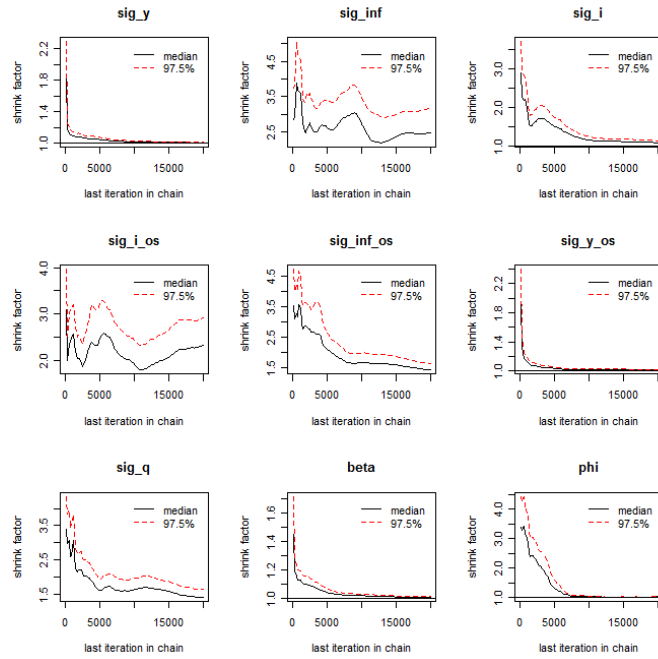 sig_y
shrink factor
1.0 1.4 1.8 2.2
median
97.5%
0 5000 15000
last iteration in chain
sig_inf
shrink factor
2.5 3.5 4.5
median
97.5%
0 5000 15000
last iteration in chain
sig_i
shrink factor
1.0 2.0 3.0
median
97.5%
0 5000 15000
last iteration in chain
sig_i_os
shrink factor
2.0 3.0 4.0
median
97.5%
0 5000 15000
last iteration in chain
sig_inf_os
shrink factor
1.5 2.5 3.5 4.5
median
97.5%
0 5000 15000
last iteration in chain
sig_y_os
shrink factor
1.0 1.4 1.8 2.2
median
97.5%
0 5000 15000
last iteration in chain
sig_q
shrink factor
1.5 2.5 3.5
median
97.5%
0 5000 15000
last iteration in chain
beta
shrink factor
1.0 1.2 1.4 1.6
median
97.5%
0 5000 15000
last iteration in chain
phi
shrink factor
1.0 2.0 3.0 4.0
median
97.5%
0 5000 15000
last iteration in chain